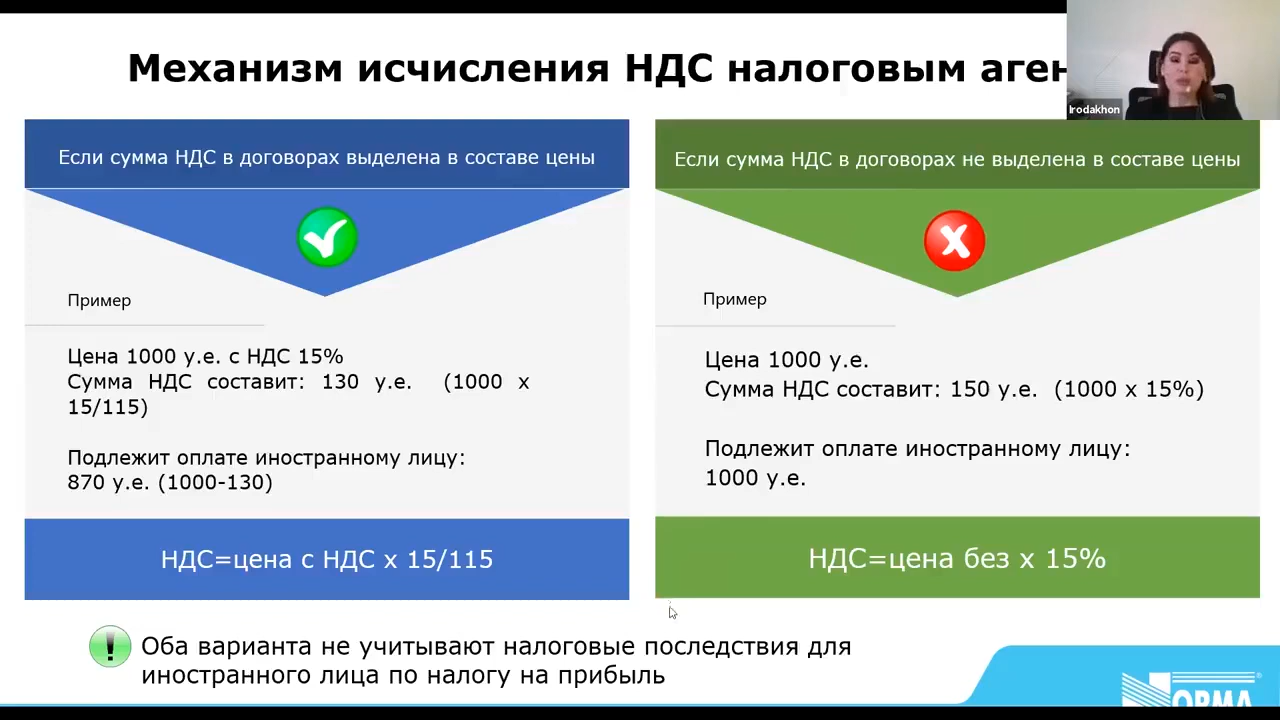 Механизм исчисления НДС налоговым аген
Irodakhon
Если сумма НДС в договорах выделена в составе цены
Пример
Цена 1000 у.е. с НДС 15%
Сумма НДС составит: 130 у.е. (1000 х
15/115)
Подлежит оплате иностранному лицу:
870 у.е. (1000-130)
НДС=цена с НДС х 15/115
Если сумма НДС в договорах не выделена в составе цены
Пример
Цена 1000 у.е.
Сумма НДС составит: 150 у.е. (1000 х 15%)
Подлежит оплате иностранному лицу:
1000 у.е.
НДС=цена без х 15%
Оба варианта не учитывают налоговые последствия для
иностранного лица по налогу на прибыль
ОРМА